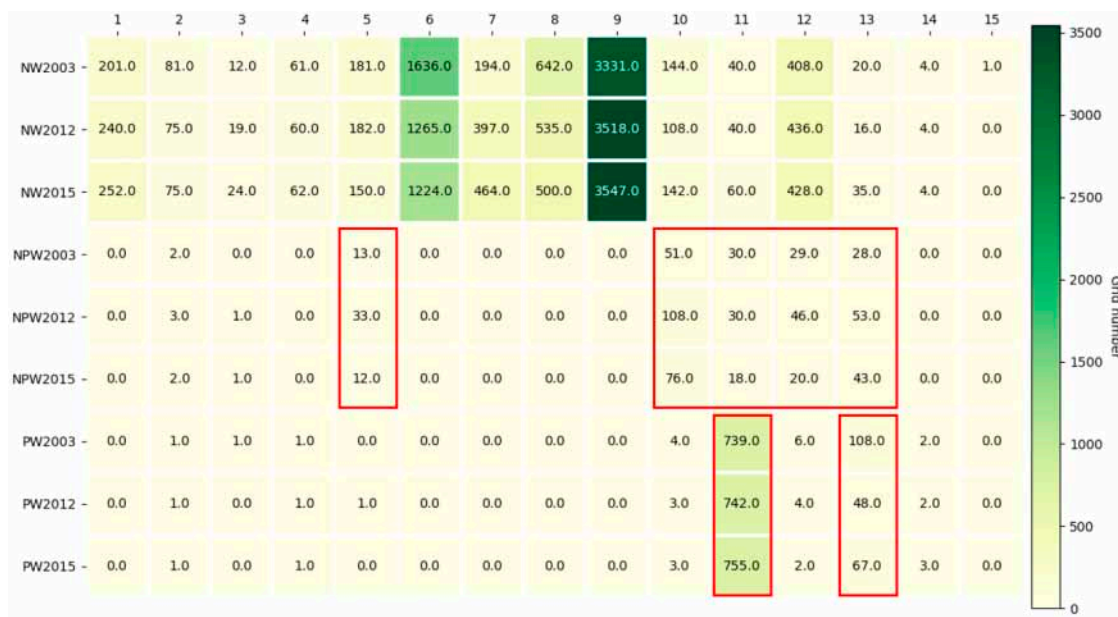 1 2 3 4 5 6 7 8 9 10 11 12 13 14 15
NW2003 201.0 81.0 12.0 61.0 181.0 1636.0 194.0 642.0 3331.0 144.0 40.0 408.0 20.0 4.0 1.0
NW2012 240.0 75.0 19.0 60.0 182.0 1265.0 397.0 535.0 3518.0 108.0 40.0 436.0 16.0 4.0 0.0
NW2015 252.0 75.0 24.0 62.0 150.0 1224.0 464.0 500.0 3547.0 142.0 60.0 428.0 35.0 4.0 0.0
NPW2003 0.0 2.0 0.0 0.0 13.0 0.0 0.0 0.0 0.0 51.0 30.0 29.0 28.0 0.0 0.0
NPW2012 0.0 3.0 1.0 0.0 33.0 0.0 0.0 0.0 0.0 108.0 30.0 46.0 53.0 0.0 0.0
NPW2015 0.0 2.0 1.0 0.0 12.0 0.0 0.0 0.0 0.0 76.0 18.0 20.0 43.0 0.0 0.0
PW2003 0.0 1.0 1.0 1.0 0.0 0.0 0.0 0.0 0.0 4.0 739.0 6.0 108.0 2.0 0.0
PW2012 0.0 1.0 0.0 1.0 1.0 0.0 0.0 0.0 0.0 3.0 742.0 4.0 48.0 2.0 0.0
PW2015 0.0 1.0 0.0 1.0 0.0 0.0 0.0 0.0 0.0 3.0 755.0 2.0 67.0 3.0 0.0
3500
3000
2500
2000
1500
1000
500
0
Grid number